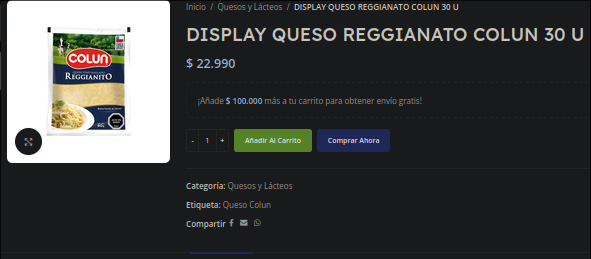 Inicio / Quesos y Lácteos / DISPLAY QUESO REGGIANATO COLUN 30 U
DISPLAY QUESO REGGIANATO COLUN 30 U
$ 22.990
¡Añade $ 100.000 más a tu carrito para obtener envío gratis!
- 1 +
Añadir Al Carrito
Comprar Ahora
Categoría: Quesos y Lácteos
Etiqueta: Queso Colun
Compartir
COLUN
REGGIANITO